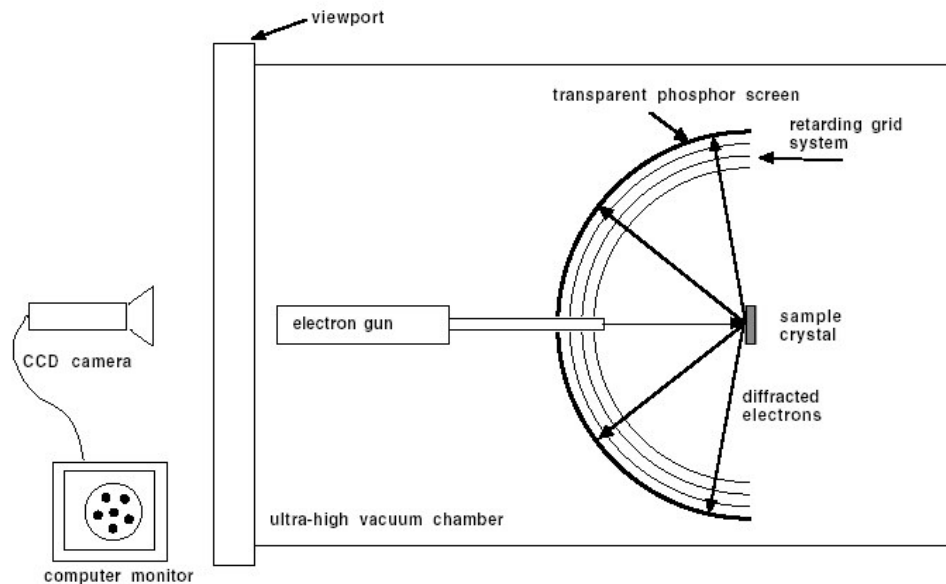 viewport
transparent phosphor screen
retarding grid
system
electron gun
sample
crystal
CCD camera
diffracted
electrons
ultra-high vacuum chamber
computer monitor